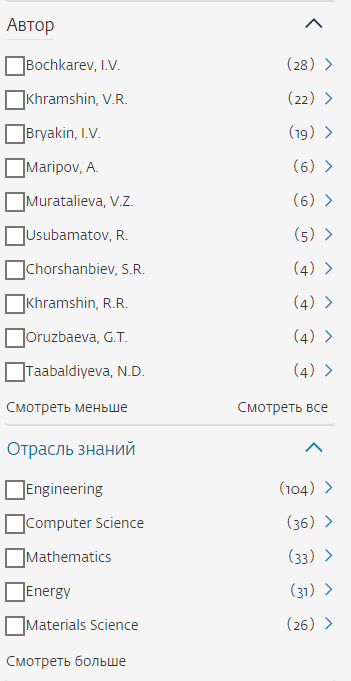 Автор
Bochkarev, I.V. (28)
Khramshin, V.R. (22)
Bryakin, I.V. (19)
Maripov, A. (6)
Muratalieva, V.Z. (6)
Usubamatov, R. (5)
Chorshanbiev, S.R. (4)
Khramshin, R.R. (4)
Oruzbaeva, G.T. (4)
Taabaldiyeva, N.D. (4)
Смотреть меньше Смотреть все
Отрасль знаний
Engineering (104)
Computer Science (36)
Mathematics (33)
Energy (31)
Materials Science (26)
Смотреть больше